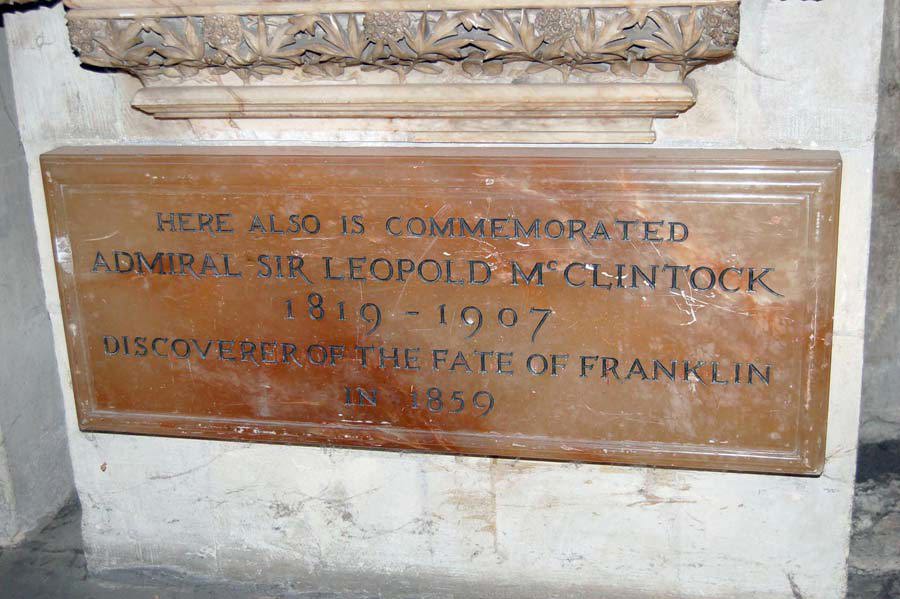 HERE ALSO IS COMMEMORATED
ADMIRAL SIR LEOPOLD MᶜCLINTOCK
1819 - 1907
DISCOVERER OF THE FATE OF FRANKLIN
IN 1859